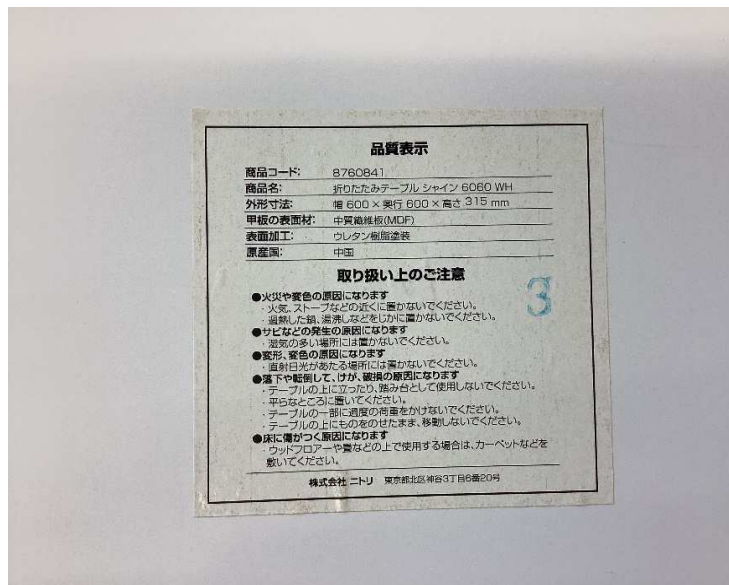 品質表示
商品コード: 8760841
商品名: 折りたたみテーブル シャイン 6060 WH
外形寸法: 幅 600 × 奥行 600 × 高さ 315 mm
甲板の表面材: 中質繊維板(MDF)
表面加工: ウレタン樹脂塗装
原産国: 中国
取り扱い上のご注意
3
●火災や変色の原因になります
・火気、ストーブなどの近くに置かないでください。
・過熱した鍋、湯沸しなどをじかに置かないでください。
●サビなどの発生の原因になります
・湿気の多い場所には置かないでください。
●変形、変色の原因になります
・直射日光があたる場所には置かないでください。
●落下や転倒して、けが、破損の原因になります
・テーブルの上に立ったり、踏み台として使用しないでください。
・平らなところに置いてください。
・テーブルの一部に過度の荷重をかけないでください。
・テーブルの上にものをのせたまま、移動しないでください。
●床に傷がつく原因になります
・ウッドフロアーや畳などの上で使用する場合は、カーペットなどを
敷いてください。
株式会社 ニトリ 東京都北区神谷3丁目6番20号